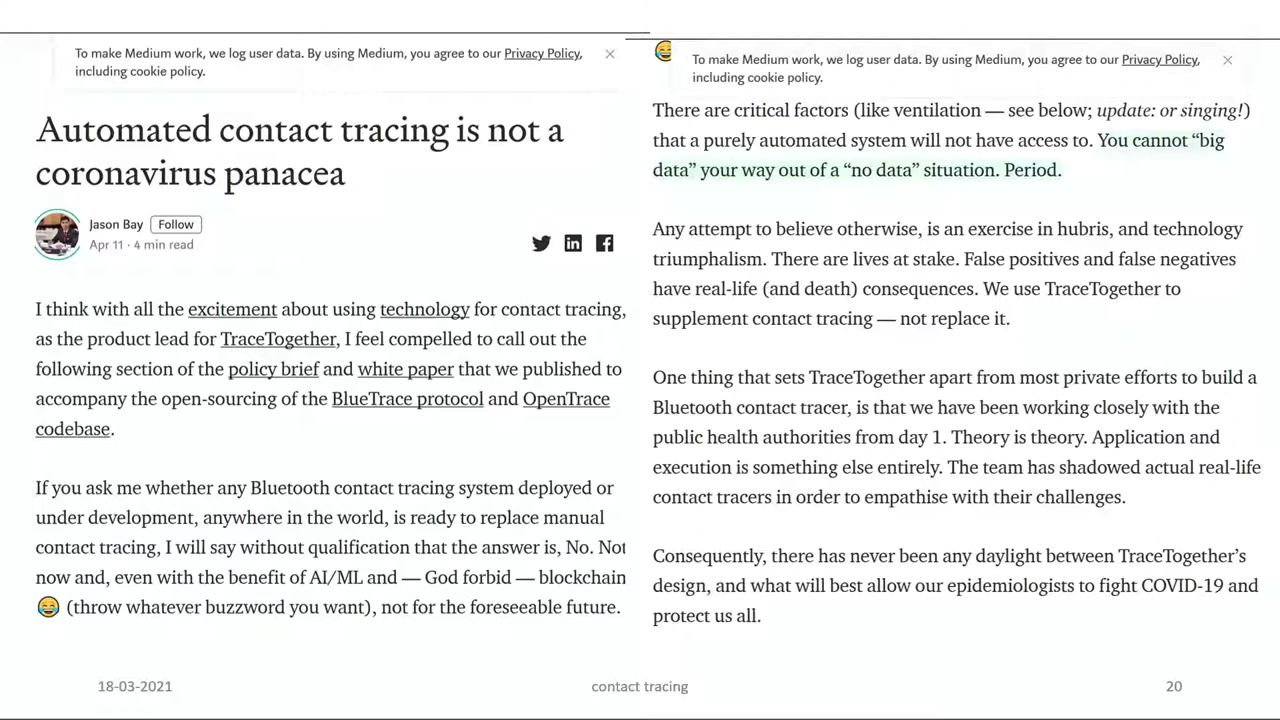 To make Medium work, we log user data. By using Medium, you agree to our Privacy Policy,
including cookie policy.
Automated contact tracing is not a
coronavirus panacea
Jason Bay Follow
Apr 11 · 4 min read
I think with all the excitement about using technology for contact tracing,
as the product lead for TraceTogether, I feel compelled to call out the
following section of the policy brief and white paper that we published to
accompany the open-sourcing of the BlueTrace protocol and OpenTrace
codebase.
If you ask me whether any Bluetooth contact tracing system deployed or
under development, anywhere in the world, is ready to replace manual
contact tracing, I will say without qualification that the answer is, No. Not
now and, even with the benefit of AI/ML and — God forbid — blockchain
😂 (throw whatever buzzword you want), not for the foreseeable future.
To make Medium work, we log user data. By using Medium, you agree to our Privacy Policy,
including cookie policy.
There are critical factors (like ventilation — see below; update: or singing!)
that a purely automated system will not have access to. You cannot “big
data” your way out of a “no data” situation. Period.
Any attempt to believe otherwise, is an exercise in hubris, and technology
triumphalism. There are lives at stake. False positives and false negatives
have real-life (and death) consequences. We use TraceTogether to
supplement contact tracing — not replace it.
One thing that sets TraceTogether apart from most private efforts to build a
Bluetooth contact tracer, is that we have been working closely with the
public health authorities from day 1. Theory is theory. Application and
execution is something else entirely. The team has shadowed actual real-life
contact tracers in order to empathise with their challenges.
Consequently, there has never been any daylight between TraceTogether’s
design, and what will best allow our epidemiologists to fight COVID-19 and
protect us all.
18-03-2021
contact tracing
20